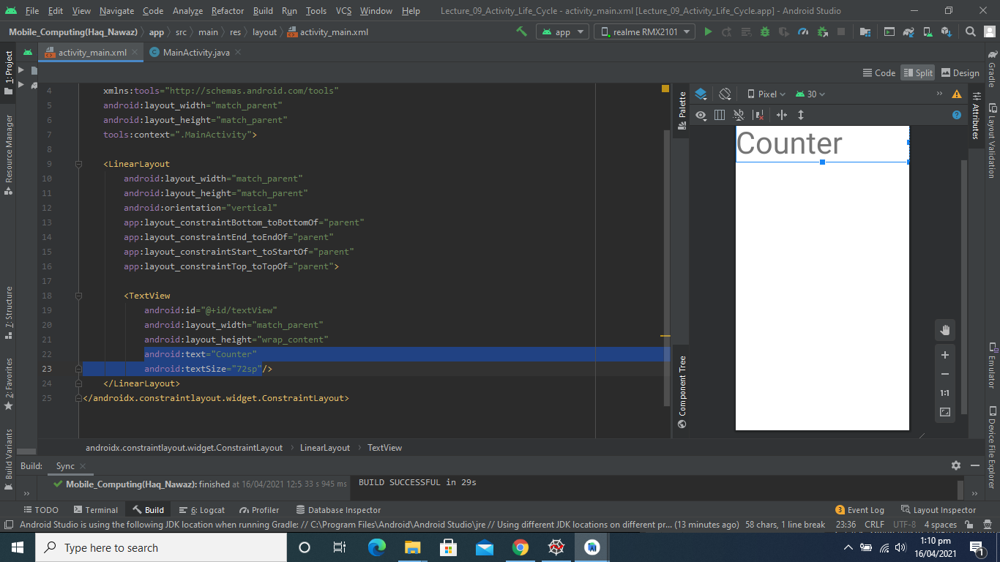 File Edit View Navigate Code Analyze Refactor Build Run Tools VCS Window Help Lecture_09_Activity_Life_Cycle - activity_main.xml [Lecture_09_Activity_Life_Cycle.app] - Android Studio
Mobile_Computing(Haq_Nawaz) app src main res layout activity_main.xml app realme RMX2101
activity_main.xml MainActivity.java
Code Split Design
1: Project
Resource Manager
7: Structure
2: Favorites
Build Variants
4 xmlns:tools="http://schemas.android.com/tools"
5 android:layout_width="match_parent"
6 android:layout_height="match_parent"
7 tools:context=".MainActivity">
8
9 <LinearLayout
10 android:layout_width="match_parent"
11 android:layout_height="match_parent"
12 android:orientation="vertical"
13 app:layout_constraintBottom_toBottomOf="parent"
14 app:layout_constraintEnd_toEndOf="parent"
15 app:layout_constraintStart_toStartOf="parent"
16 app:layout_constraintTop_toTopOf="parent">
17
18 <TextView
19 android:id="@+id/textView"
20 android:layout_width="match_parent"
21 android:layout_height="wrap_content"
22 android:text="Counter"
23 android:textSize="72sp"/>
24 </LinearLayout>
25 </androidx.constraintlayout.widget.ConstraintLayout>
androidx.constraintlayout.widget.ConstraintLayout LinearLayout TextView
Palette
Component Tree
Pixel 30
Counter
1:1
Attributes
Gradle
Layout Validation
Emulator
Device File Explorer
Build: Sync
Mobile_Computing(Haq_Nawaz): finished at 16/04/2021 12:5 33 s 945 ms
BUILD SUCCESSFUL in 29s
TODO Terminal Build 6: Logcat Profiler Database Inspector 3 Event Log Layout Inspector
Android Studio is using the following JDK location when running Gradle: // C:\Program Files\Android\Android Studio\jre // Using different JDK locations on different pr... (13 minutes ago) 58 chars, 1 line break 23:36 CRLF UTF-8 4 spaces
Type here to search
1:10 pm
16/04/2021
1